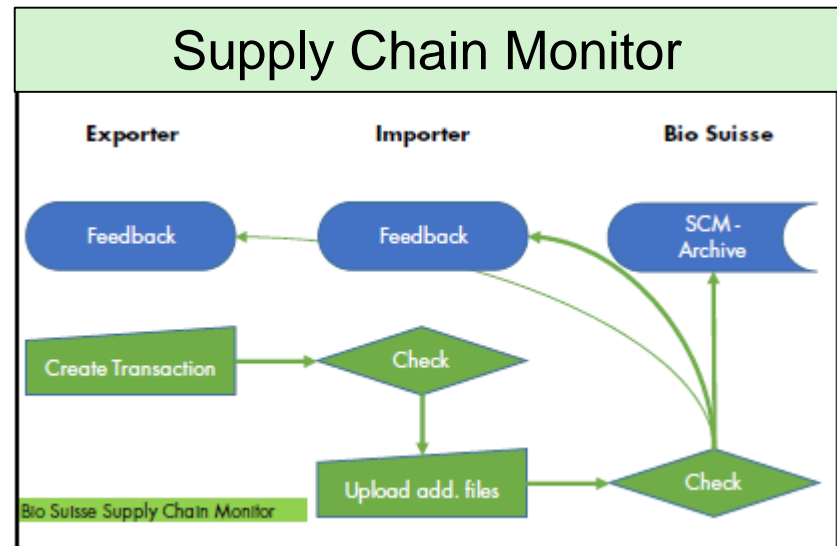 Supply Chain Monitor
Exporter Importer Bio Suisse
Feedback Feedback SCM -
Archive
Create Transaction Check
Upload add. files Check
Bio Suisse Supply Chain Monitor